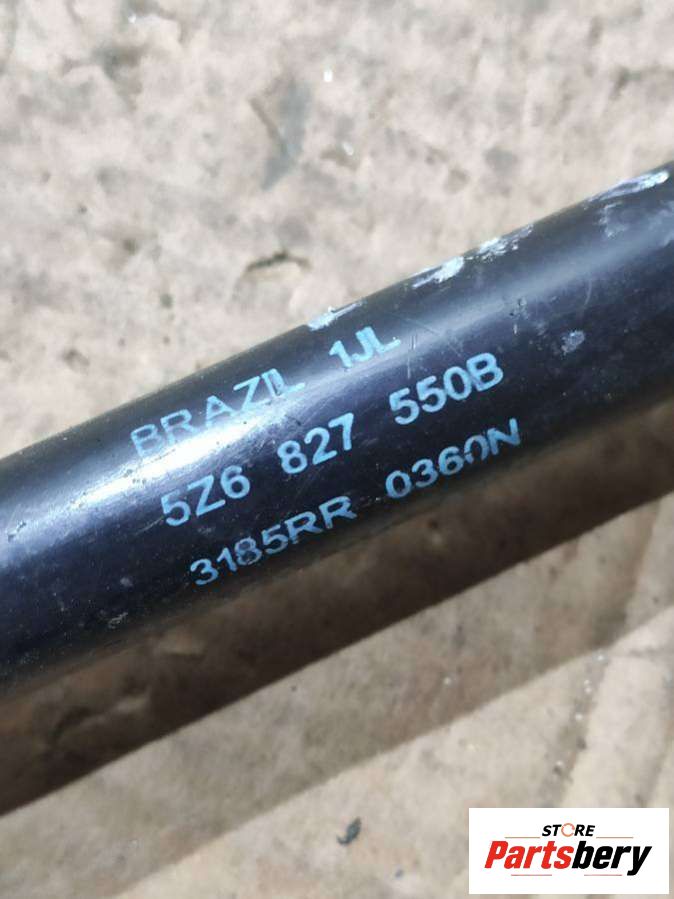 BRAZIL 1JL
5Z6 827 550B
3185RR 0360N
STORE
Partsbery